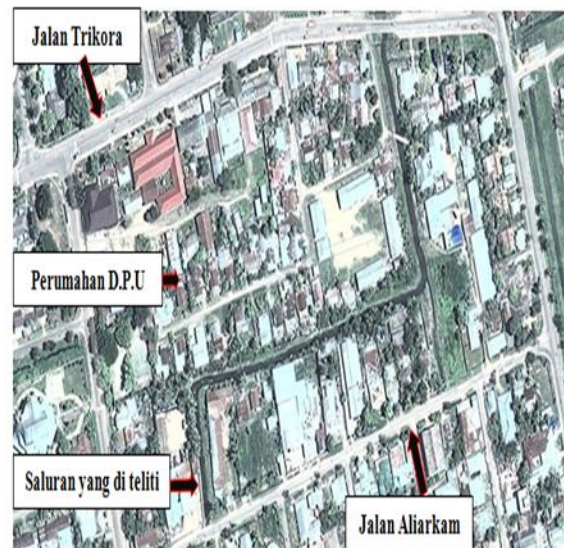 Jalan Trikora
Perumahan D.P.U
Saluran yang di teliti
Jalan Aliarkam